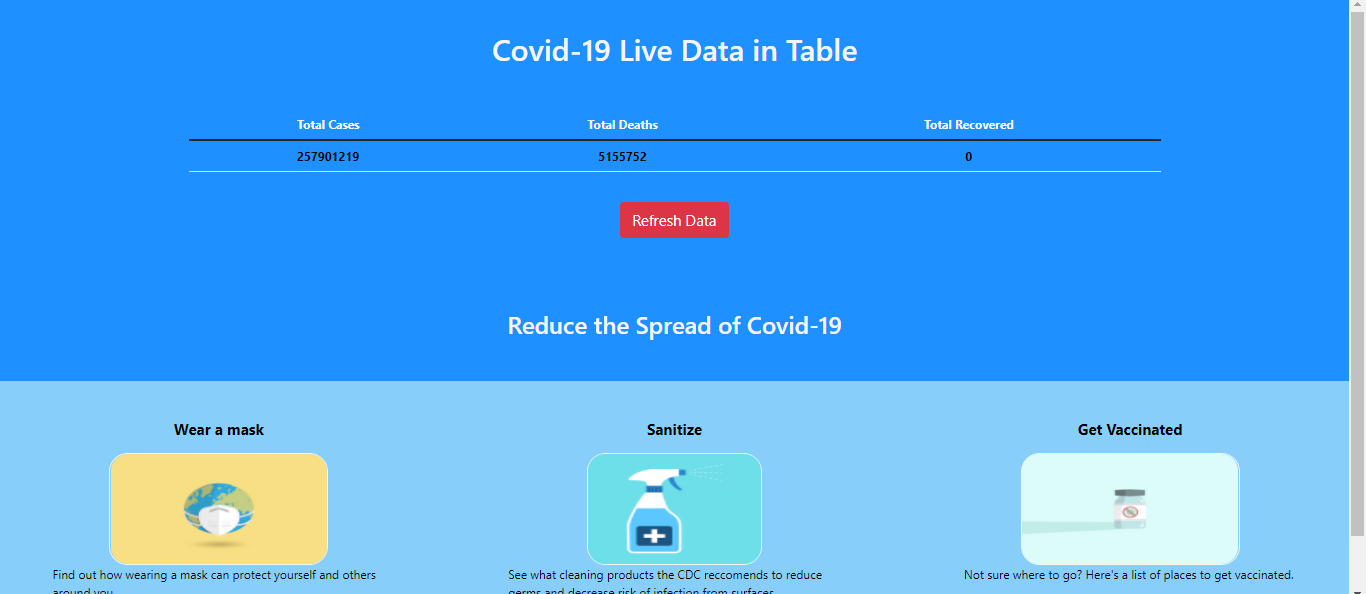 Covid-19 Live Data in Table
Total Cases Total Deaths Total Recovered
257901219 5155752 0
Refresh Data
Reduce the Spread of Covid-19
Wear a mask Sanitize Get Vaccinated
Find out how wearing a mask can protect yourself and others
around you
See what cleaning products the CDC reccomends to reduce
germs and decrease risk of infection from surfaces
Not sure where to go? Here's a list of places to get vaccinated.